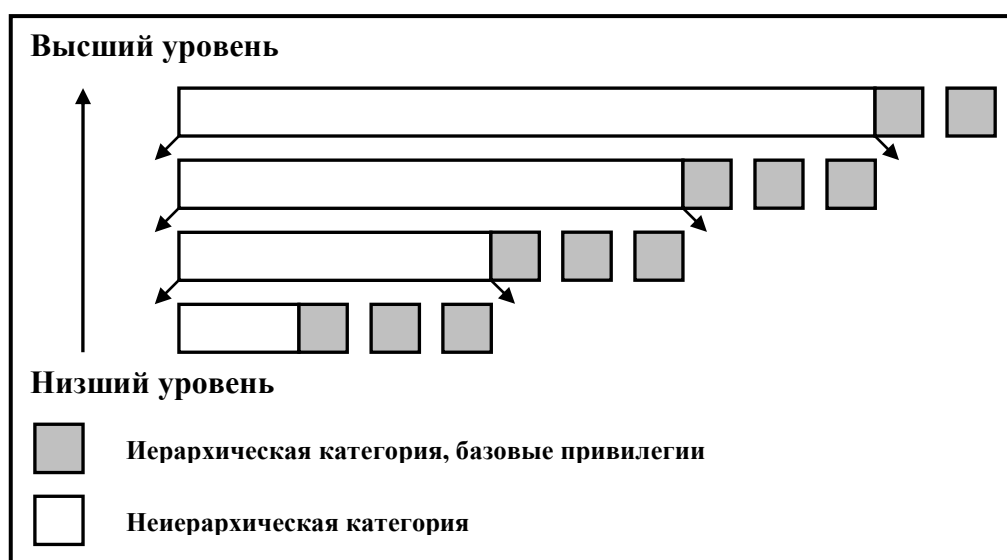 Высший уровень
Низший уровень
Иерархическая категория, базовые привилегии
Неиерархическая категория